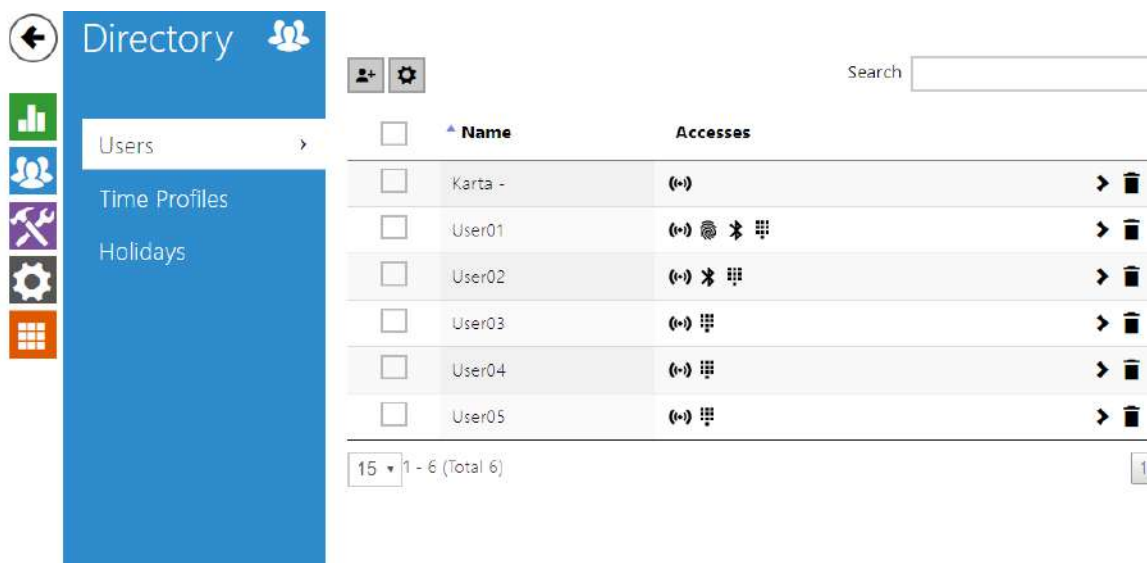 Directory
Users
Time Profiles
Holidays
Search
Name Accesses
Karta -
User01
User02
User03
User04
User05
15 1 - 6 (Total 6) 1